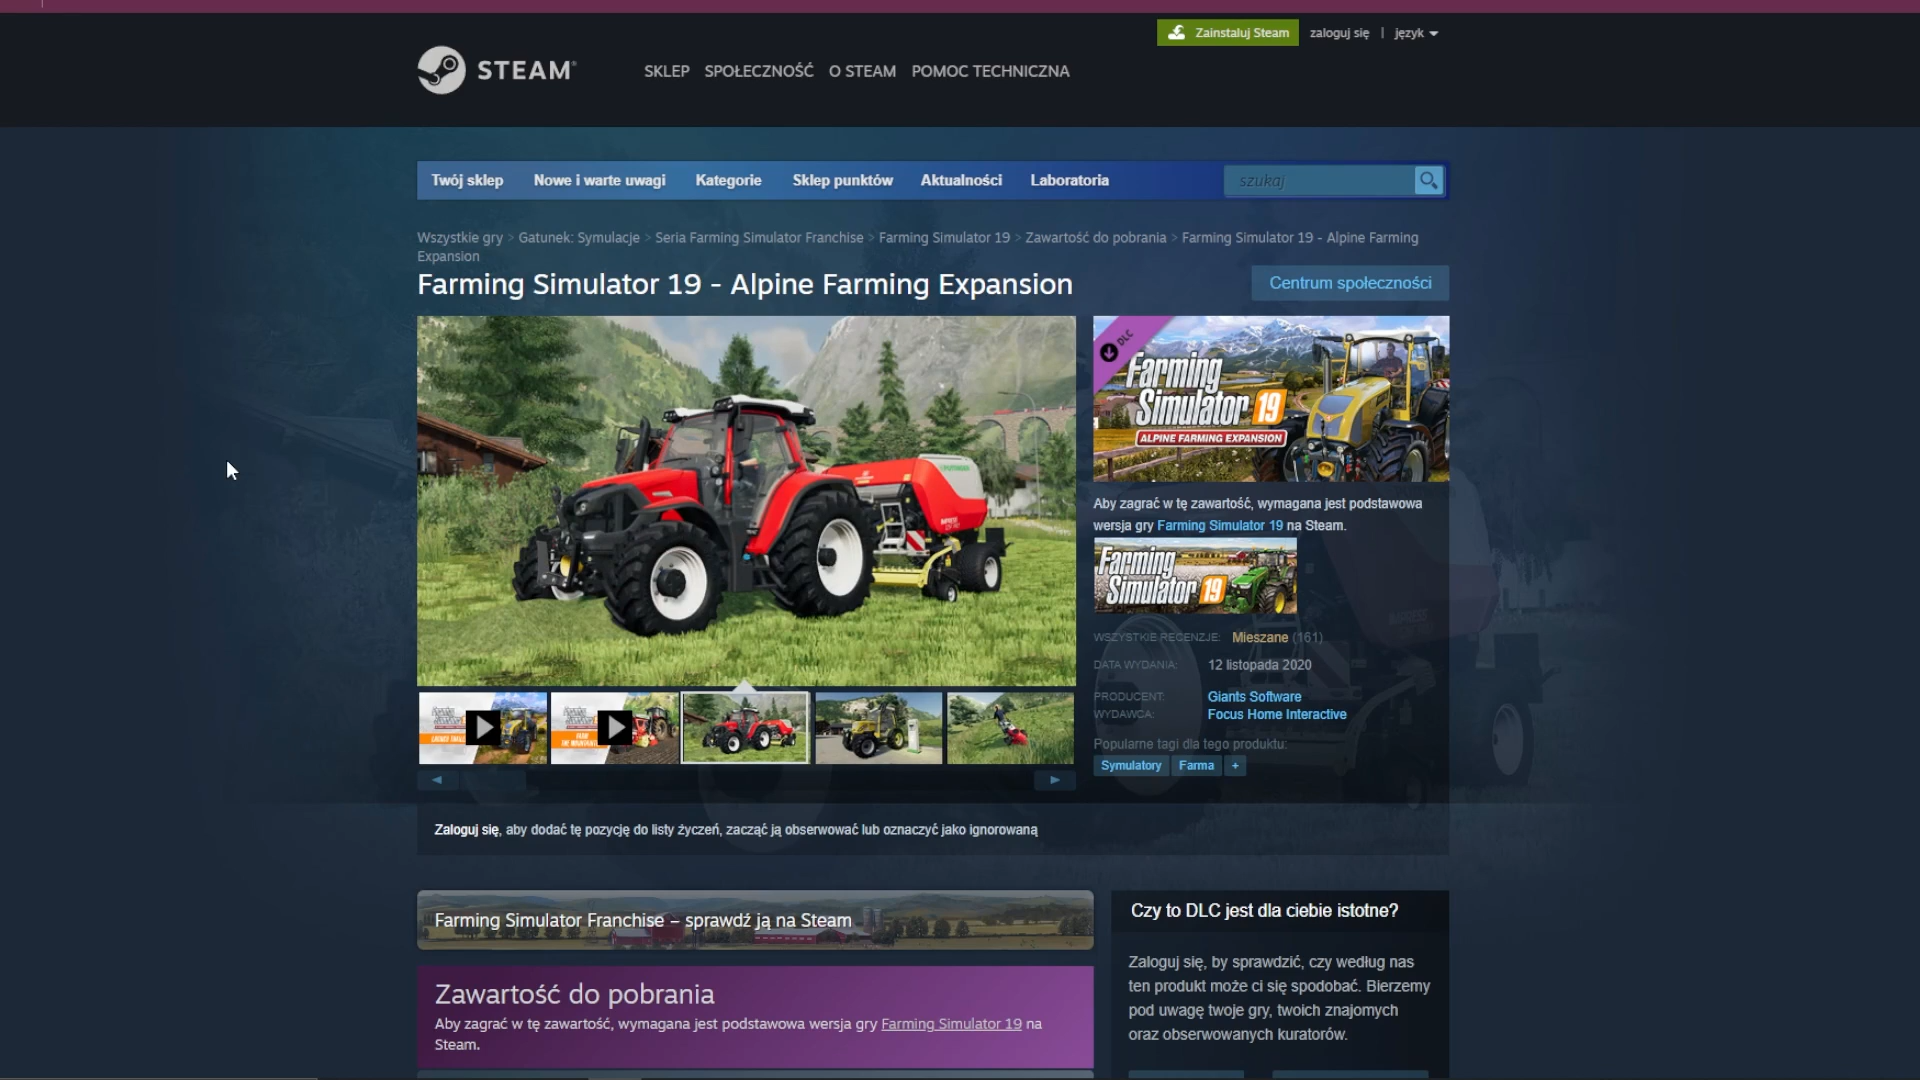 Zainstaluj Steam
zaloguj się | język
STEAM®
SKLEP SPOŁECZNOŚĆ O STEAM POMOC TECHNICZNA
Twój sklep Nowe i warte uwagi Kategorie Sklep punktów Aktualności Laboratoria
szukaj
Wszystkie gry > Gatunek: Symulacje > Seria Farming Simulator Franchise > Farming Simulator 19 > Zawartość do pobrania > Farming Simulator 19 - Alpine Farming
Expansion
Farming Simulator 19 - Alpine Farming Expansion
Centrum społeczności
DLC
Farming
Simulator 19
ALPINE FARMING EXPANSION
Aby zagrać w tę zawartość, wymagana jest podstawowa
wersja gry Farming Simulator 19 na Steam.
Farming
Simulator 19
WSZYSTKIE RECENZJE: Mieszane (161)
DATA WYDANIA: 12 listopada 2020
PRODUCENT: Giants Software
WYDAWCA: Focus Home Interactive
Popularne tagi dla tego produktu:
Symulatory Farma +
Zaloguj się, aby dodać tę pozycję do listy życzeń, zacząć ją obserwować lub oznaczyć jako ignorowaną
Farming Simulator Franchise – sprawdź ją na Steam
Zawartość do pobrania
Aby zagrać w tę zawartość, wymagana jest podstawowa wersja gry Farming Simulator 19 na
Steam.
Czy to DLC jest dla ciebie istotne?
Zaloguj się, by sprawdzić, czy według nas
ten produkt może ci się spodobać. Bierzemy
pod uwagę twoje gry, twoich znajomych
oraz obserwowanych kuratorów.